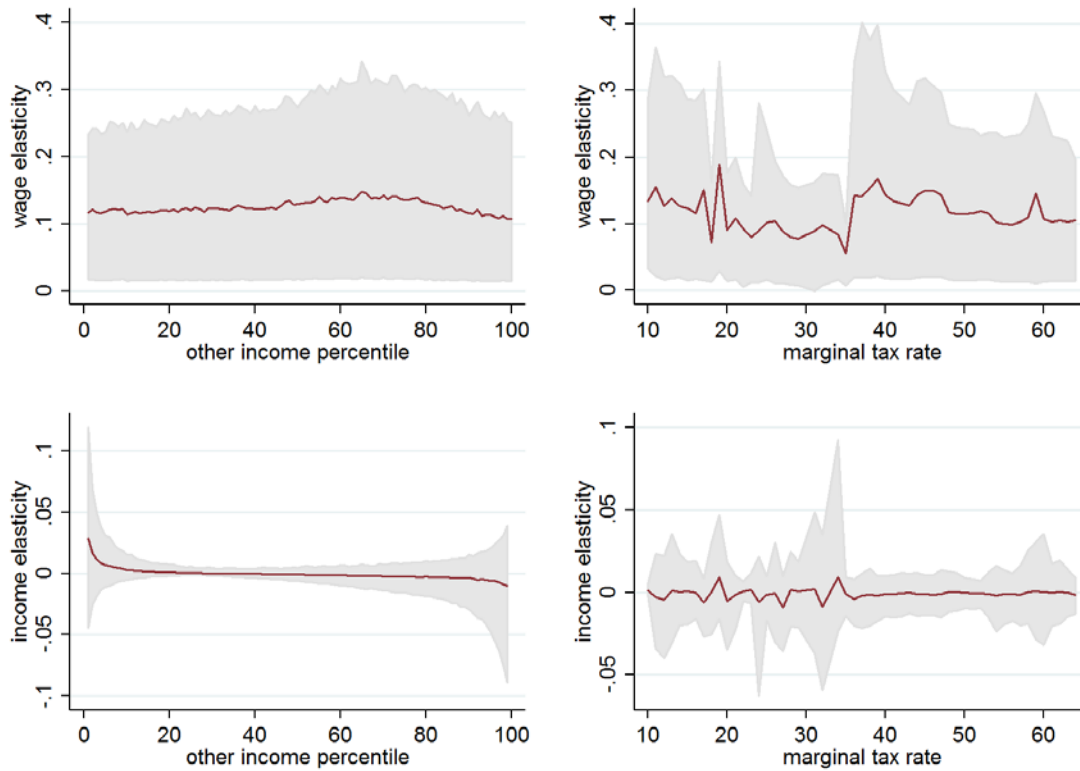 wage elasticity
.4
.3
.2
.1
0
0 20 40 60 80 100
other income percentile
wage elasticity
.4
.3
.2
.1
0
10 20 30 40 50 60
marginal tax rate
income elasticity
.1
.05
0
-.05
-.1
0 20 40 60 80 100
other income percentile
income elasticity
.1
.05
0
-.05
10 20 30 40 50 60
marginal tax rate